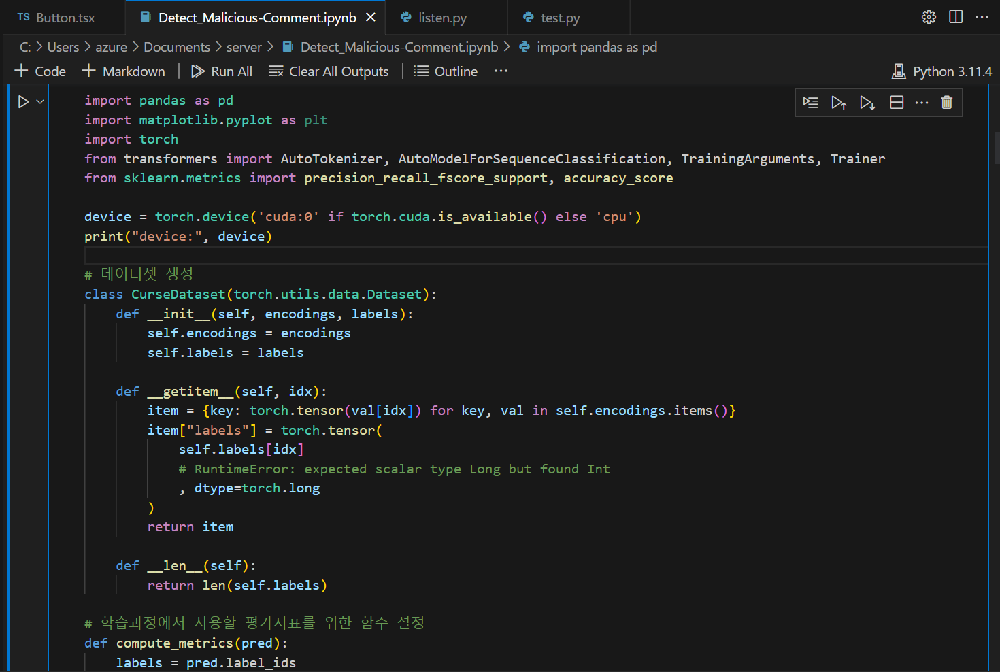 TS Button.tsx Detect_Malicious-Comment.ipynb listen.py test.py
C: > Users > azure > Documents > server > Detect_Malicious-Comment.ipynb > import pandas as pd
+ Code + Markdown | Run All Clear All Outputs | Outline ··· Python 3.11.4
import pandas as pd
import matplotlib.pyplot as plt
import torch
from transformers import AutoTokenizer, AutoModelForSequenceClassification, TrainingArguments, Trainer
from sklearn.metrics import precision_recall_fscore_support, accuracy_score
device = torch.device('cuda:0' if torch.cuda.is_available() else 'cpu')
print("device:", device)
# 데이터셋 생성
class CurseDataset(torch.utils.data.Dataset):
def __init__(self, encodings, labels):
self.encodings = encodings
self.labels = labels
def __getitem__(self, idx):
item = {key: torch.tensor(val[idx]) for key, val in self.encodings.items()}
item["labels"] = torch.tensor(
self.labels[idx]
# RuntimeError: expected scalar type Long but found Int
, dtype=torch.long
)
return item
def __len__(self):
return len(self.labels)
# 학습과정에서 사용할 평가지표를 위한 함수 설정
def compute_metrics(pred):
labels = pred.label_ids